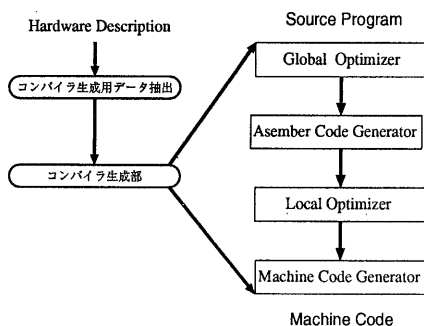 Hardware Description
コンパイラ生成用データ抽出
コンパイラ生成部
Source Program
Global Optimizer
Asember Code Generator
Local Optimizer
Machine Code Generator
Machine Code